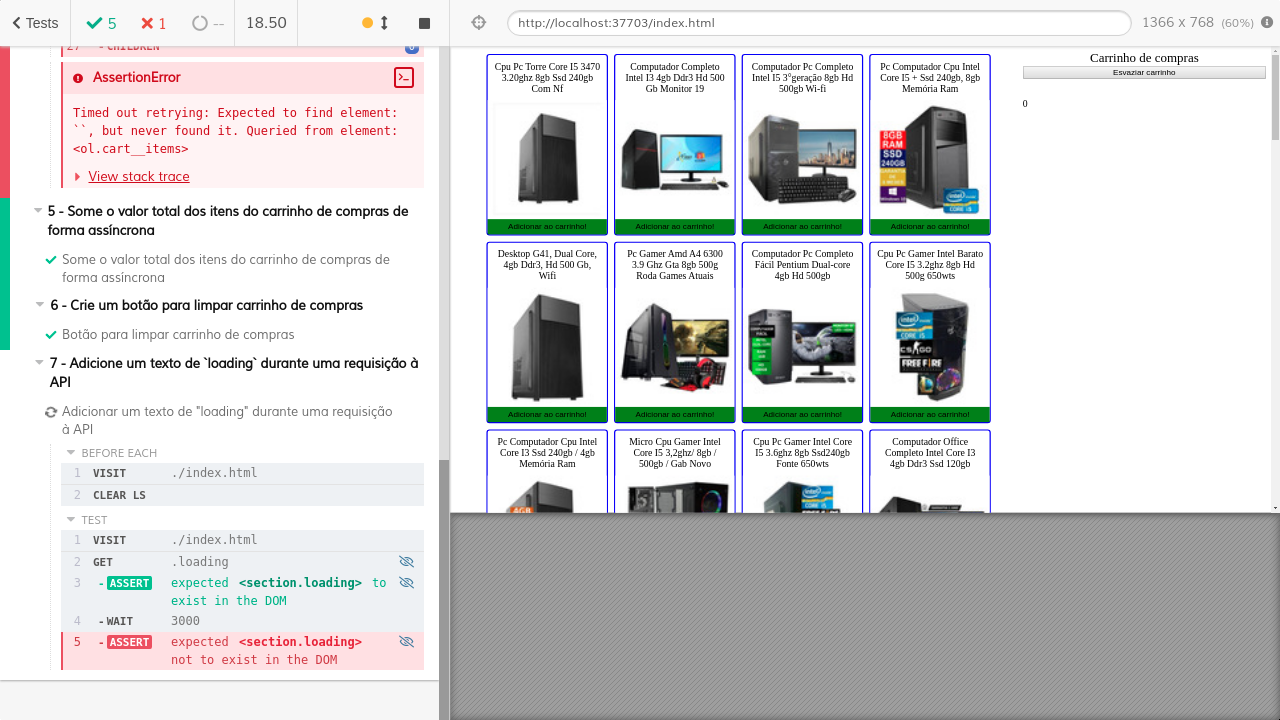 Tests
5
1
--
18.50
http://localhost:37703/index.html
1366 x 768 (60%)
27 - CHILDREN
AssertionError
Timed out retrying: Expected to find element:
``, but never found it. Queried from element:
<ol.cart__items>
View stack trace
5 - Some o valor total dos itens do carrinho de compras de
forma assíncrona
Some o valor total dos itens do carrinho de compras de
forma assíncrona
6 - Crie um botão para limpar carrinho de compras
Botão para limpar carrinho de compras
7 - Adicione um texto de `loading` durante uma requisição à
API
Adicionar um texto de "loading" durante uma requisição
à API
BEFORE EACH
1 VISIT ./index.html
2 CLEAR LS
TEST
1 VISIT ./index.html
2 GET .loading
3 - ASSERT expected <section.loading> to
exist in the DOM
4 - WAIT 3000
5 - ASSERT expected <section.loading>
not to exist in the DOM
Cpu Pc Torre Core I5 3470
3.20ghz 8gb Ssd 240gb
Com Nf
Adicionar ao carrinho!
Computador Completo
Intel I3 4gb Ddr3 Hd 500
Gb Monitor 19
Adicionar ao carrinho!
Computador Pc Completo
Intel I5 3°geração 8gb Hd
500gb Wi-fi
Adicionar ao carrinho!
Pc Computador Cpu Intel
Core I5 + Ssd 240gb, 8gb
Memória Ram
8GB
RAM
SSD
240GB
Adicionar ao carrinho!
Desktop G41, Dual Core,
4gb Ddr3, Hd 500 Gb,
Wifi
Adicionar ao carrinho!
Pc Gamer Amd A4 6300
3.9 Ghz Gta 8gb 500g
Roda Games Atuais
Adicionar ao carrinho!
Computador Pc Completo
Fácil Pentium Dual-core
4gb Hd 500gb
Adicionar ao carrinho!
Cpu Pc Gamer Intel Barato
Core I5 3.2ghz 8gb Hd
500g 650wts
Adicionar ao carrinho!
Pc Computador Cpu Intel
Core I3 Ssd 240gb / 4gb
Memória Ram
4GB
Micro Cpu Gamer Intel
Core I5 3,2ghz/ 8gb /
500gb / Gab Novo
Cpu Pc Gamer Intel Core
I5 3.6ghz 8gb Ssd240gb
Fonte 650wts
Computador Office
Completo Intel Core I3
4gb Ddr3 Ssd 120gb
Carrinho de compras
Esvaziar carrinho
0